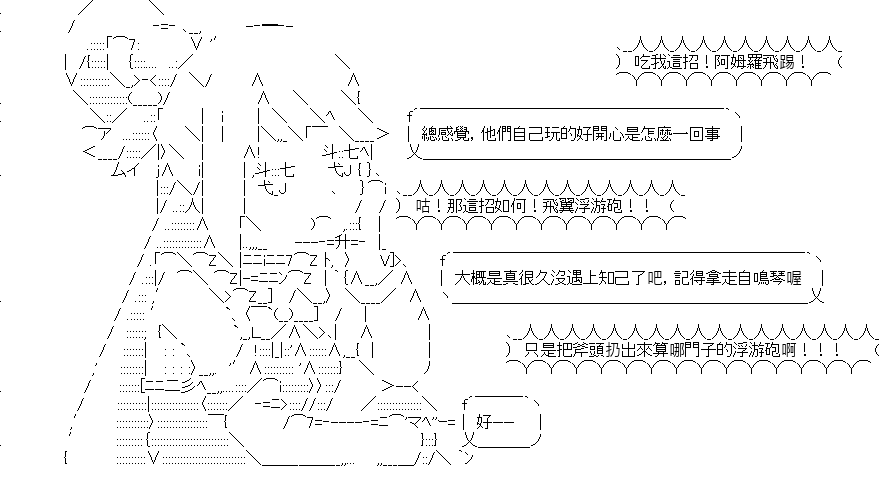 吃我這招！阿姆羅飛踢！
總感覺，他們自己玩的好開心是怎麼一回事
咕！那這招如何！飛翼浮游砲！！
大概是真很久沒遇上知己了吧，記得拿走自鳴琴喔
只是把斧頭扔出來算哪門子的浮游砲啊！！！
好──